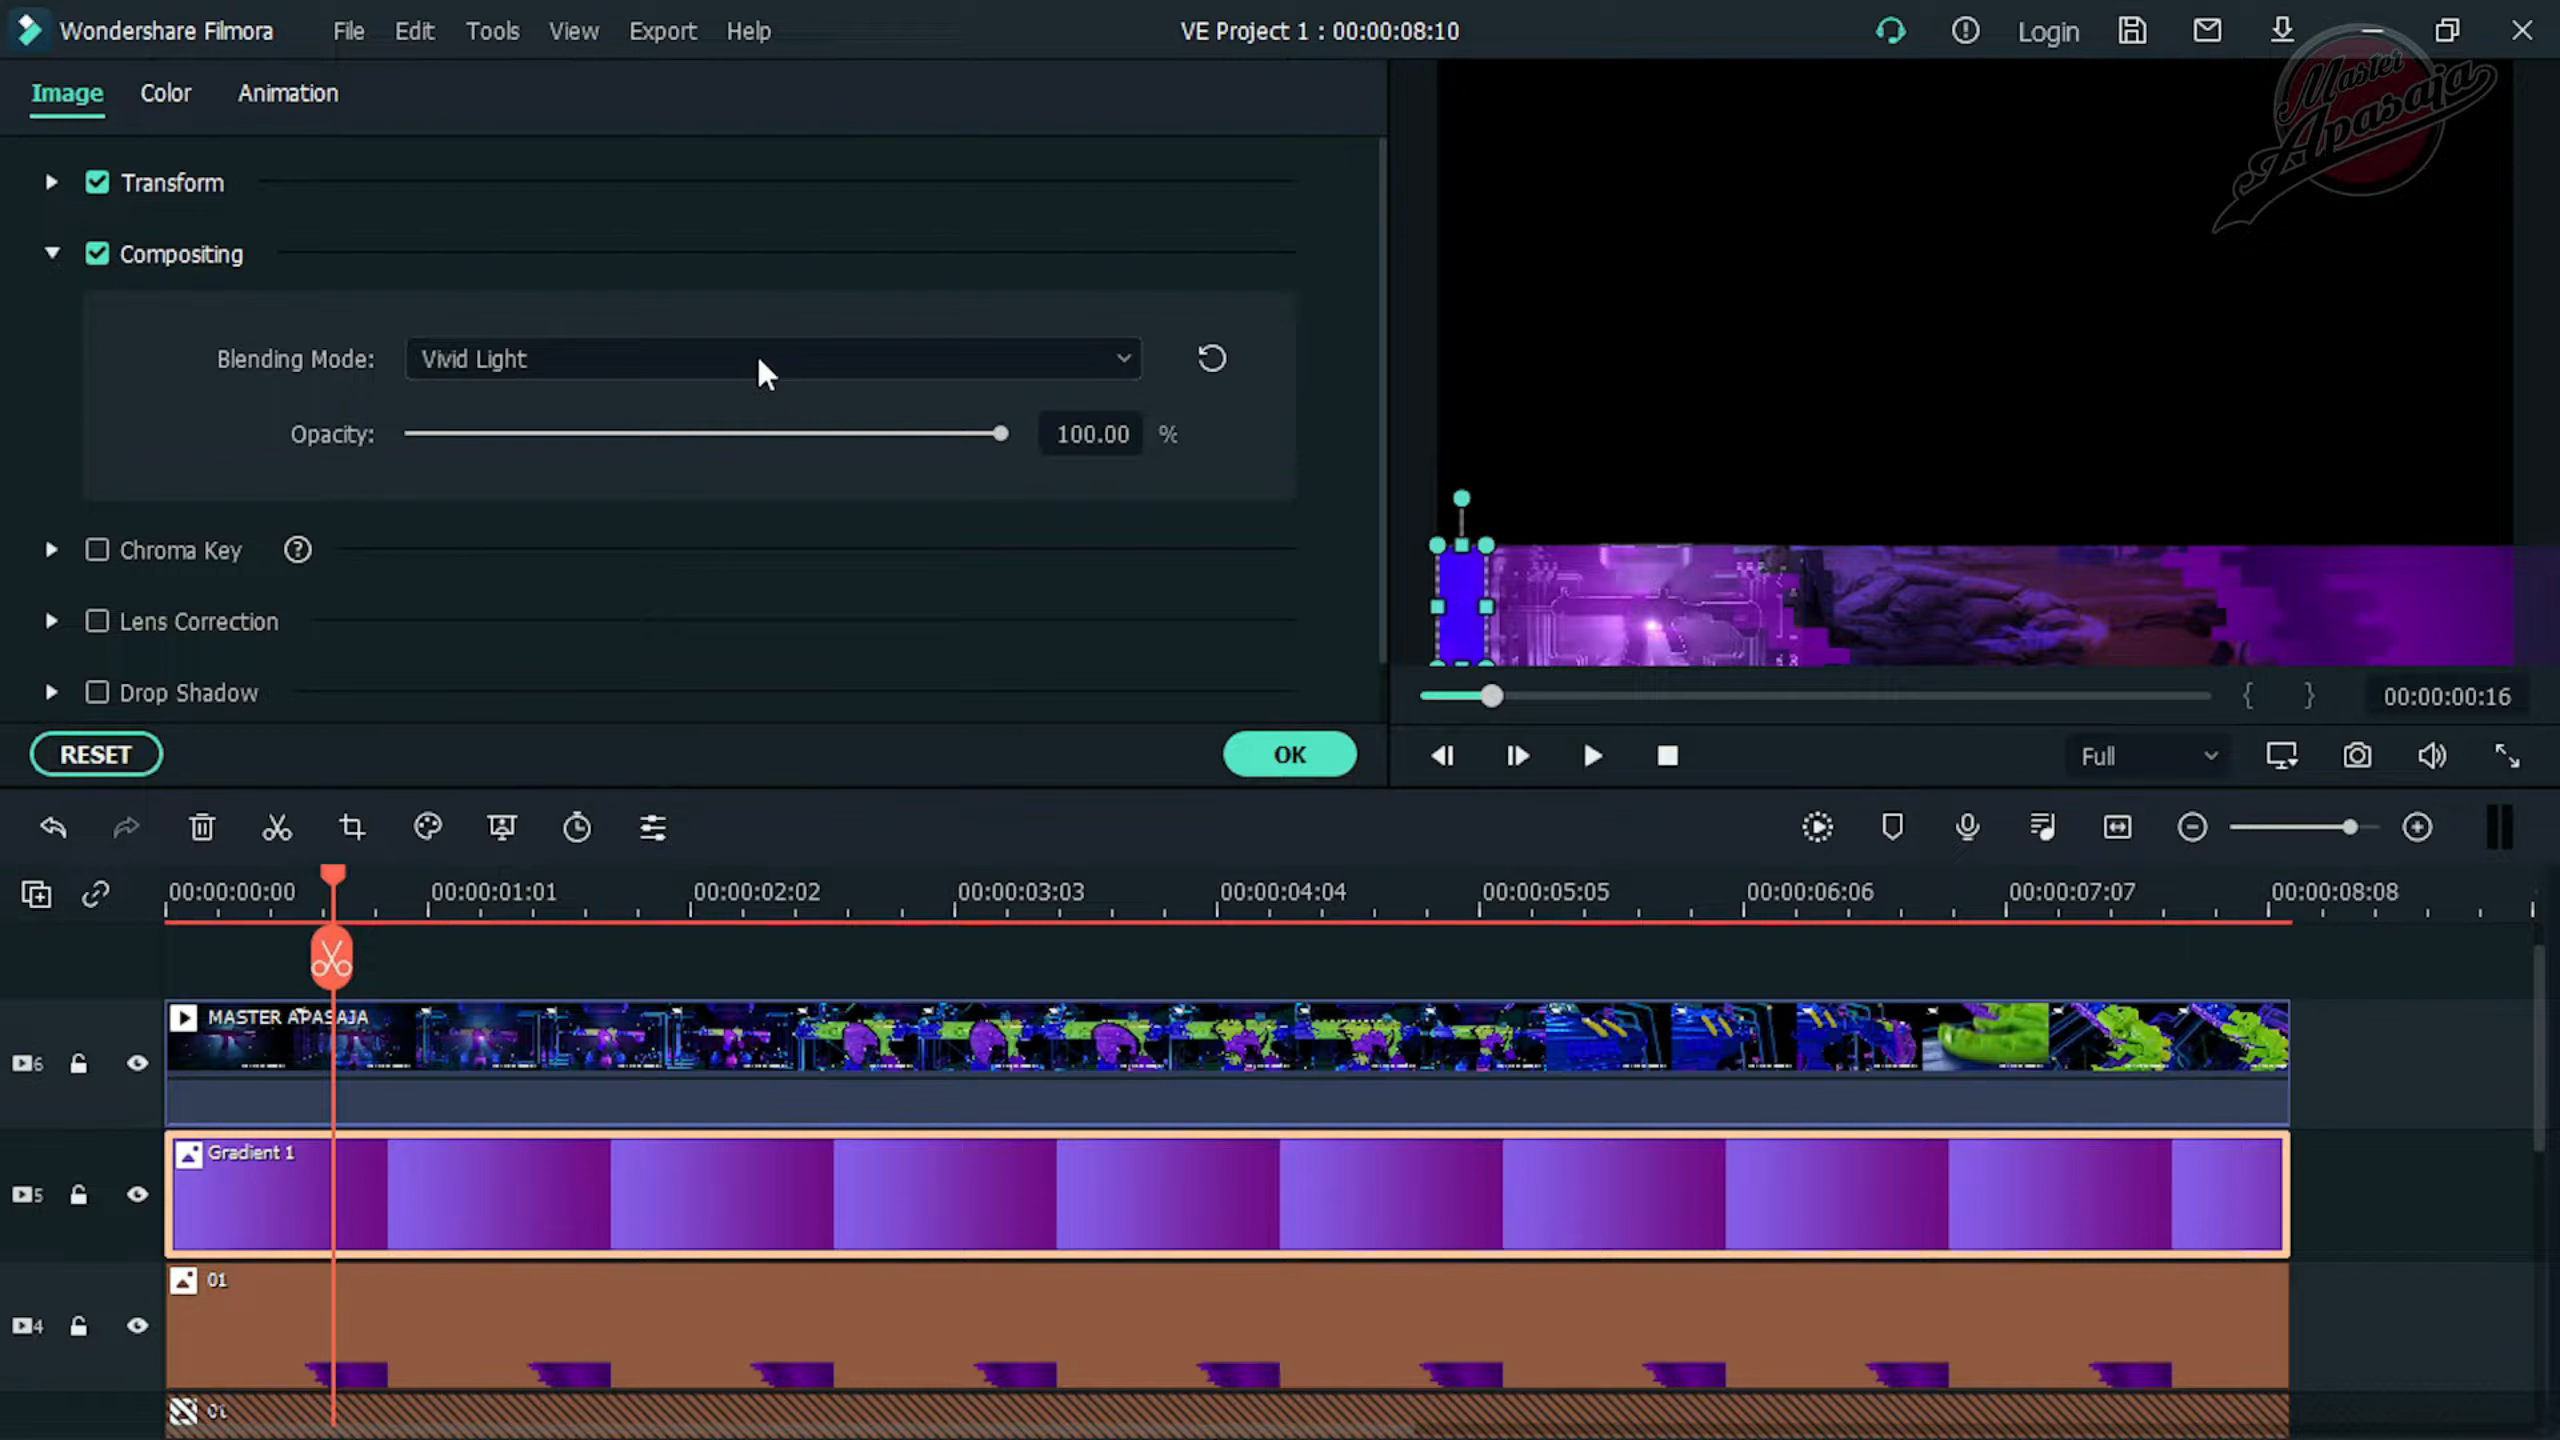 Wondershare Filmora File Edit Tools View Export Help VE Project 1 : 00:00:08:10 Login
Master Apasaja
Image Color Animation
Transform
Compositing
Blending Mode: Vivid Light
Opacity: 100.00 %
Chroma Key ?
Lens Correction
Drop Shadow
{ } 00:00:00:16
RESET OK Full
00:00:00:00 00:00:01:01 00:00:02:02 00:00:03:03 00:00:04:04 00:00:05:05 00:00:06:06 00:00:07:07 00:00:08:08
MASTER APASAJA
6
Gradient 1
5
01
4
01